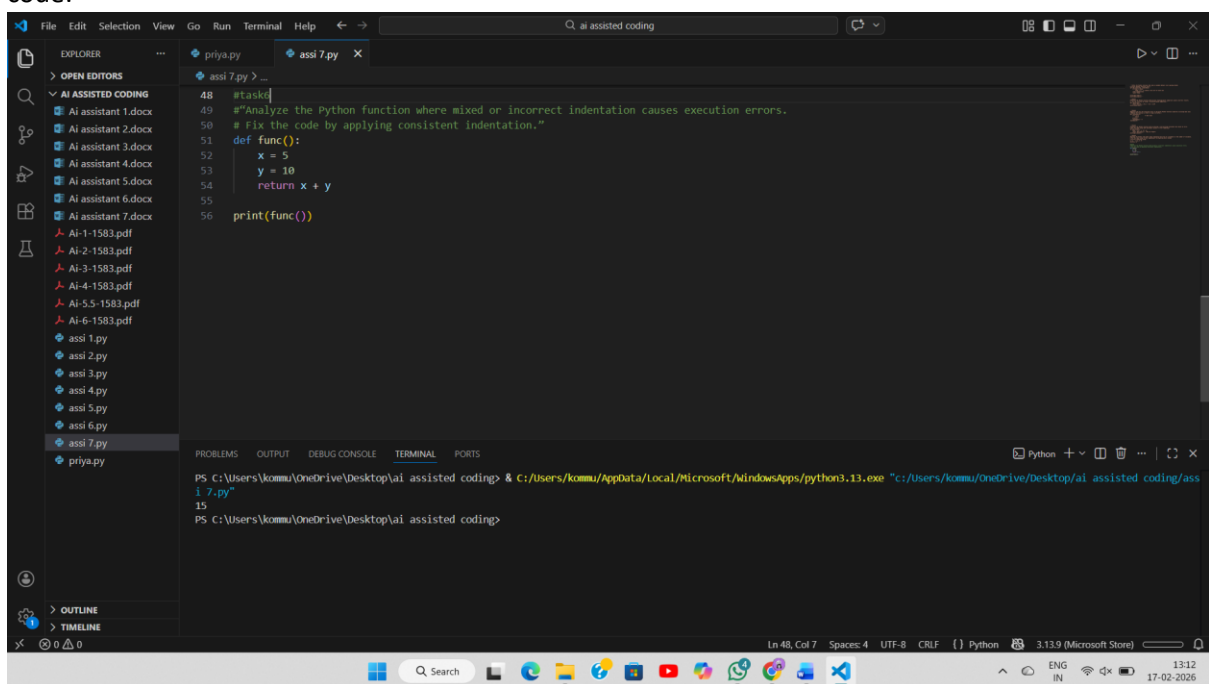 File Edit Selection View Go Run Terminal Help
ai assisted coding
EXPLORER
priya.py
assi 7.py
OPEN EDITORS
assi 7.py > ...
AI ASSISTED CODING
Ai assistant 1.docx
Ai assistant 2.docx
Ai assistant 3.docx
Ai assistant 4.docx
Ai assistant 5.docx
Ai assistant 6.docx
Ai assistant 7.docx
Ai-1-1583.pdf
Ai-2-1583.pdf
Ai-3-1583.pdf
Ai-4-1583.pdf
Ai-5.5-1583.pdf
Ai-6-1583.pdf
assi 1.py
assi 2.py
assi 3.py
assi 4.py
assi 5.py
assi 6.py
assi 7.py
priya.py
OUTLINE
TIMELINE
48 #task6
49 #“Analyze the Python function where mixed or incorrect indentation causes execution errors.
50 # Fix the code by applying consistent indentation.”
51 def func():
52 x = 5
53 y = 10
54 return x + y
55
56 print(func())
PROBLEMS OUTPUT DEBUG CONSOLE TERMINAL PORTS
Python
PS C:\Users\kommu\OneDrive\Desktop\ai assisted coding> & C:/Users/kommu/AppData/Local/Microsoft/WindowsApps/python3.13.exe "c:/Users/kommu/OneDrive/Desktop/ai assisted coding/ass
i 7.py"
15
PS C:\Users\kommu\OneDrive\Desktop\ai assisted coding>
0 0
Ln 48, Col 7 Spaces: 4 UTF-8 CRLF {} Python 3.13.9 (Microsoft Store)
Search
ENG
IN
13:12
17-02-2026